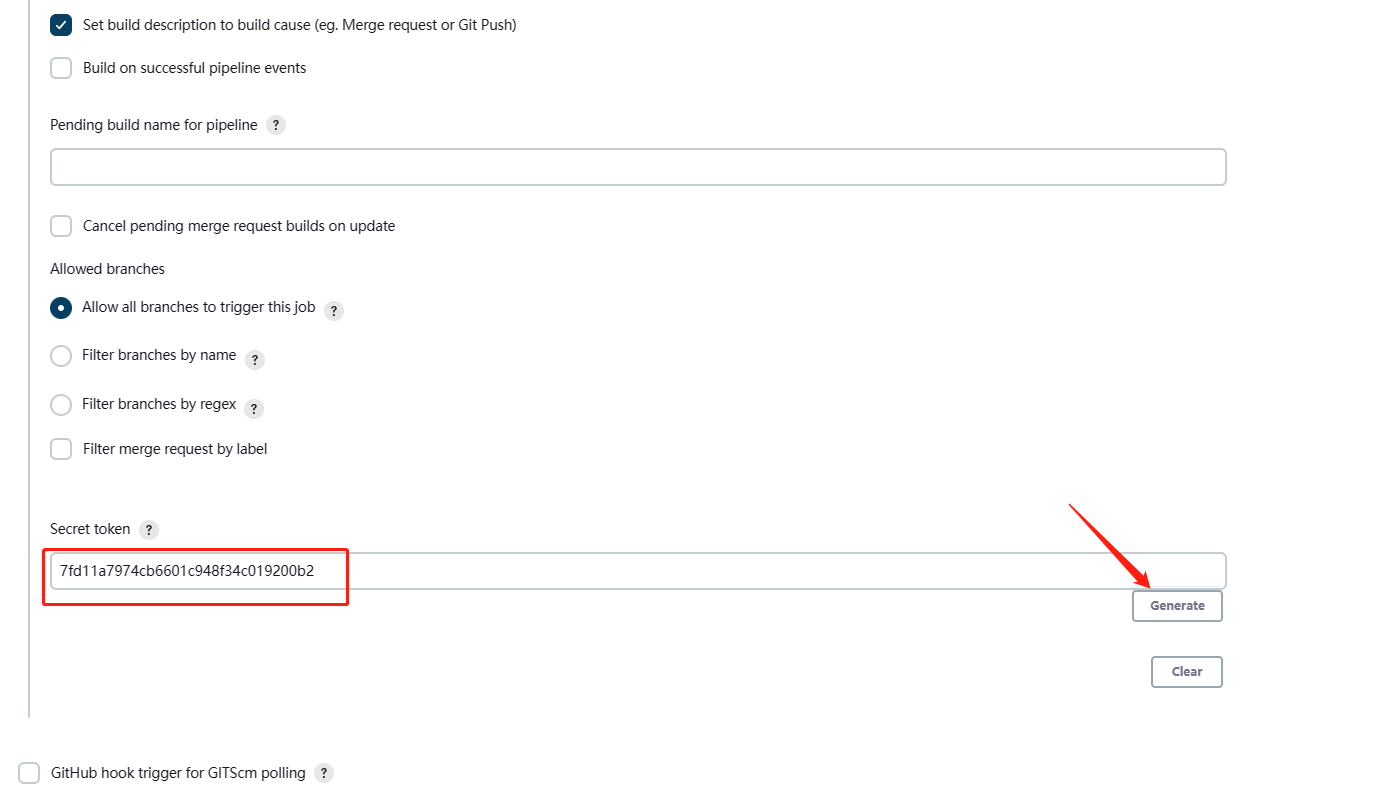 Set build description to build cause (eg. Merge request or Git Push)
Build on successful pipeline events
Pending build name for pipeline ?
Cancel pending merge request builds on update
Allowed branches
Allow all branches to trigger this job ?
Filter branches by name ?
Filter branches by regex ?
Filter merge request by label
Secret token ?
7fd11a7974cb6601c948f34c019200b2
Generate
Clear
GitHub hook trigger for GITScm polling ?